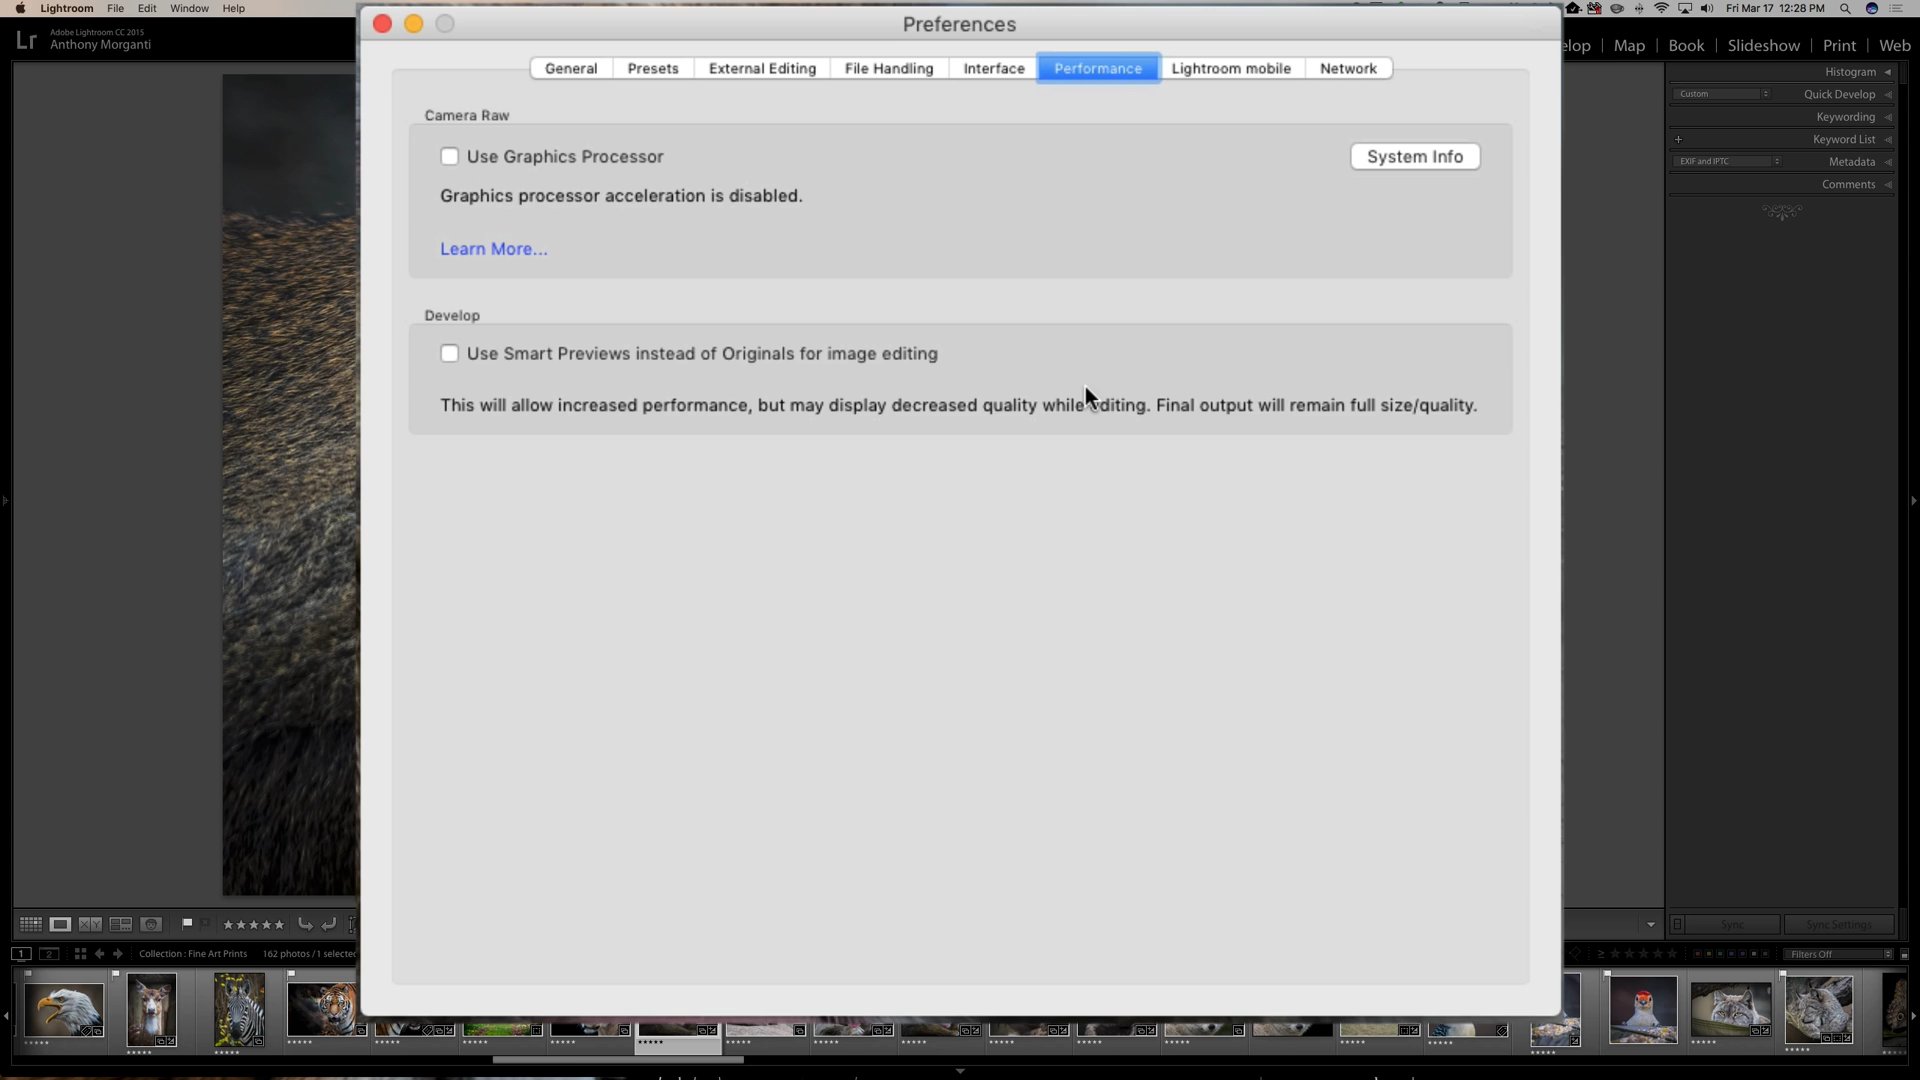 Lightroom File Edit Window Help
Fri Mar 17 12:28 PM
Preferences
Lr Adobe Lightroom CC 2015
Anthony Morganti
elop | Map | Book | Slideshow | Print | Web
General Presets External Editing File Handling Interface Performance Lightroom mobile Network
Histogram
Custom Quick Develop
Keywording
+ Keyword List
EXIF and IPTC Metadata
Comments
Camera Raw
Use Graphics Processor
System Info
Graphics processor acceleration is disabled.
Learn More...
Develop
Use Smart Previews instead of Originals for image editing
This will allow increased performance, but may display decreased quality while editing. Final output will remain full size/quality.
XY
Sync Sync Settings
1 2 Collection : Fine Art Prints 162 photos / 1 selected
Filters Off